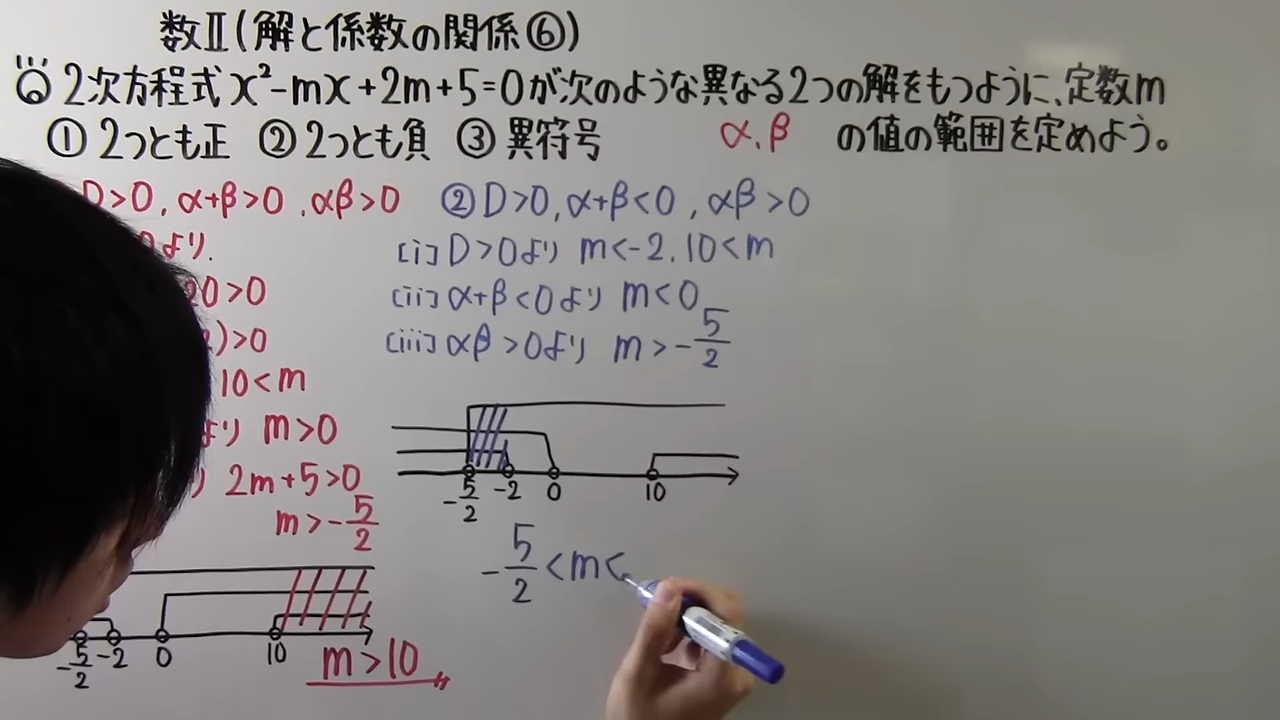 数Ⅱ(解と係数の関係⑥)
2次方程式 x²-mx+2m+5=0が次のような異なる2つの解をもつように、定数m
①2つとも正 ②2つとも負 ③異符号 α,β の値の範囲を定めよう。
D>0, α+β>0, αβ>0
より.
20>0
)>0
10<m
より m>0
2m+5>0
m>-5/2
-5/2 -2 0 10
m>10
②D>0, α+β<0, αβ>0
[i]D>0より m<-2, 10<m
[ii]α+β<0より m<0
[iii]αβ>0より m>-5/2
-5/2 -2 0 10
-5/2<m<